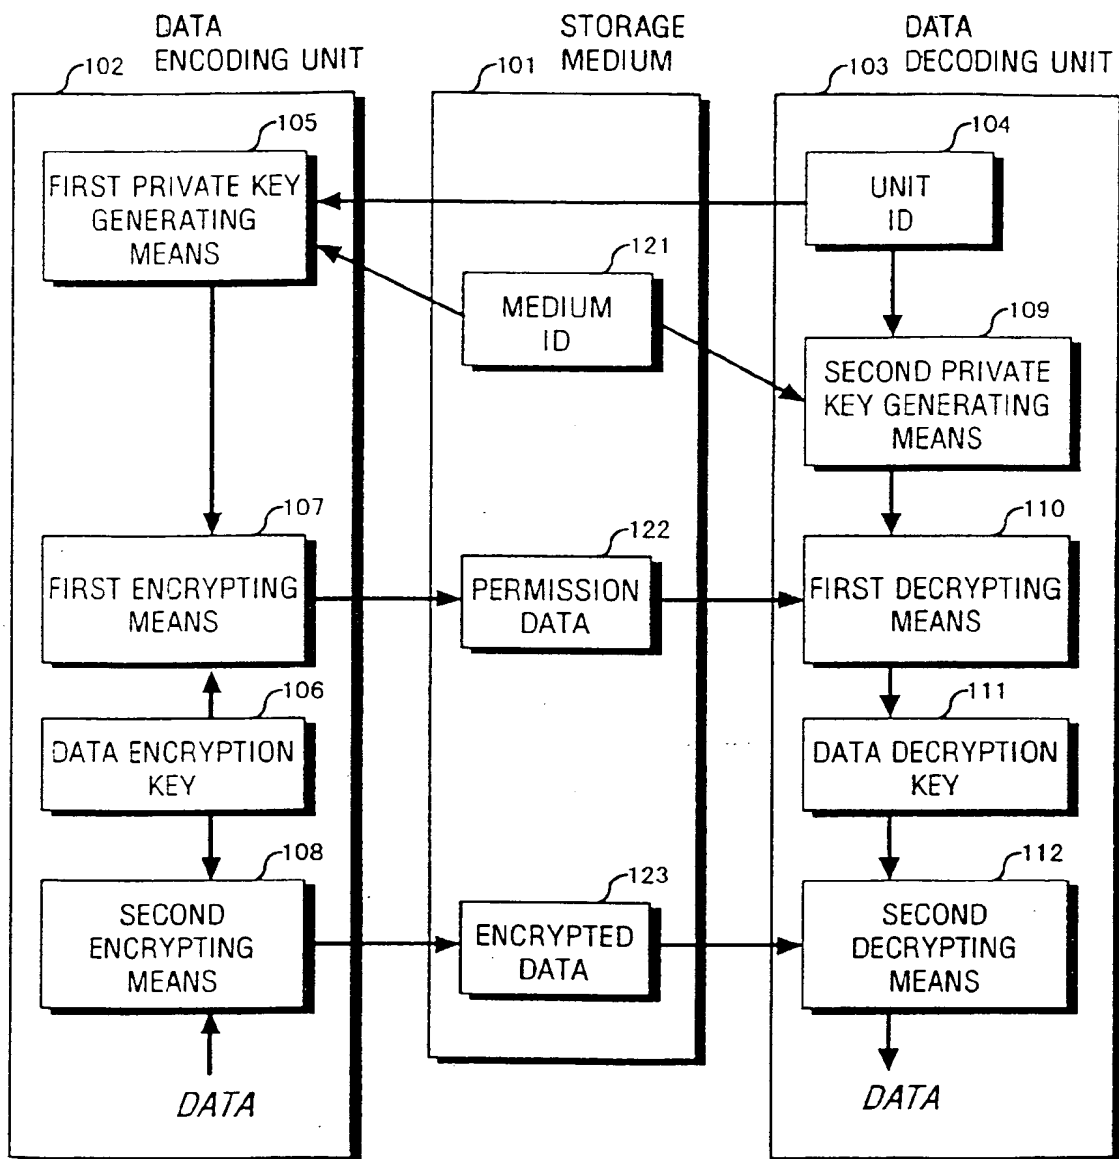 DATA
ENCODING UNIT
102
STORAGE
MEDIUM
101
DATA
DECODING UNIT
103
105
FIRST PRIVATE KEY
GENERATING
MEANS
104
UNIT
ID
121
MEDIUM
ID
109
SECOND PRIVATE
KEY GENERATING
MEANS
107
FIRST ENCRYPTING
MEANS
122
PERMISSION
DATA
110
FIRST DECRYPTING
MEANS
106
DATA ENCRYPTION
KEY
111
DATA DECRYPTION
KEY
108
SECOND
ENCRYPTING
MEANS
123
ENCRYPTED
DATA
112
SECOND
DECRYPTING
MEANS
DATA
DATA